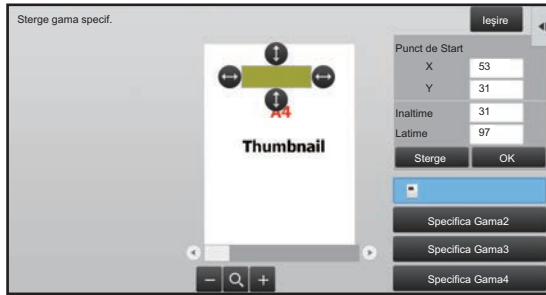 Sterge gama specif.
Ieșire
Punct de Start
X 53
Y 31
Inaltime 31
Latime 97
Sterge OK
A4
Thumbnail
Specifica Gama2
Specifica Gama3
Specifica Gama4